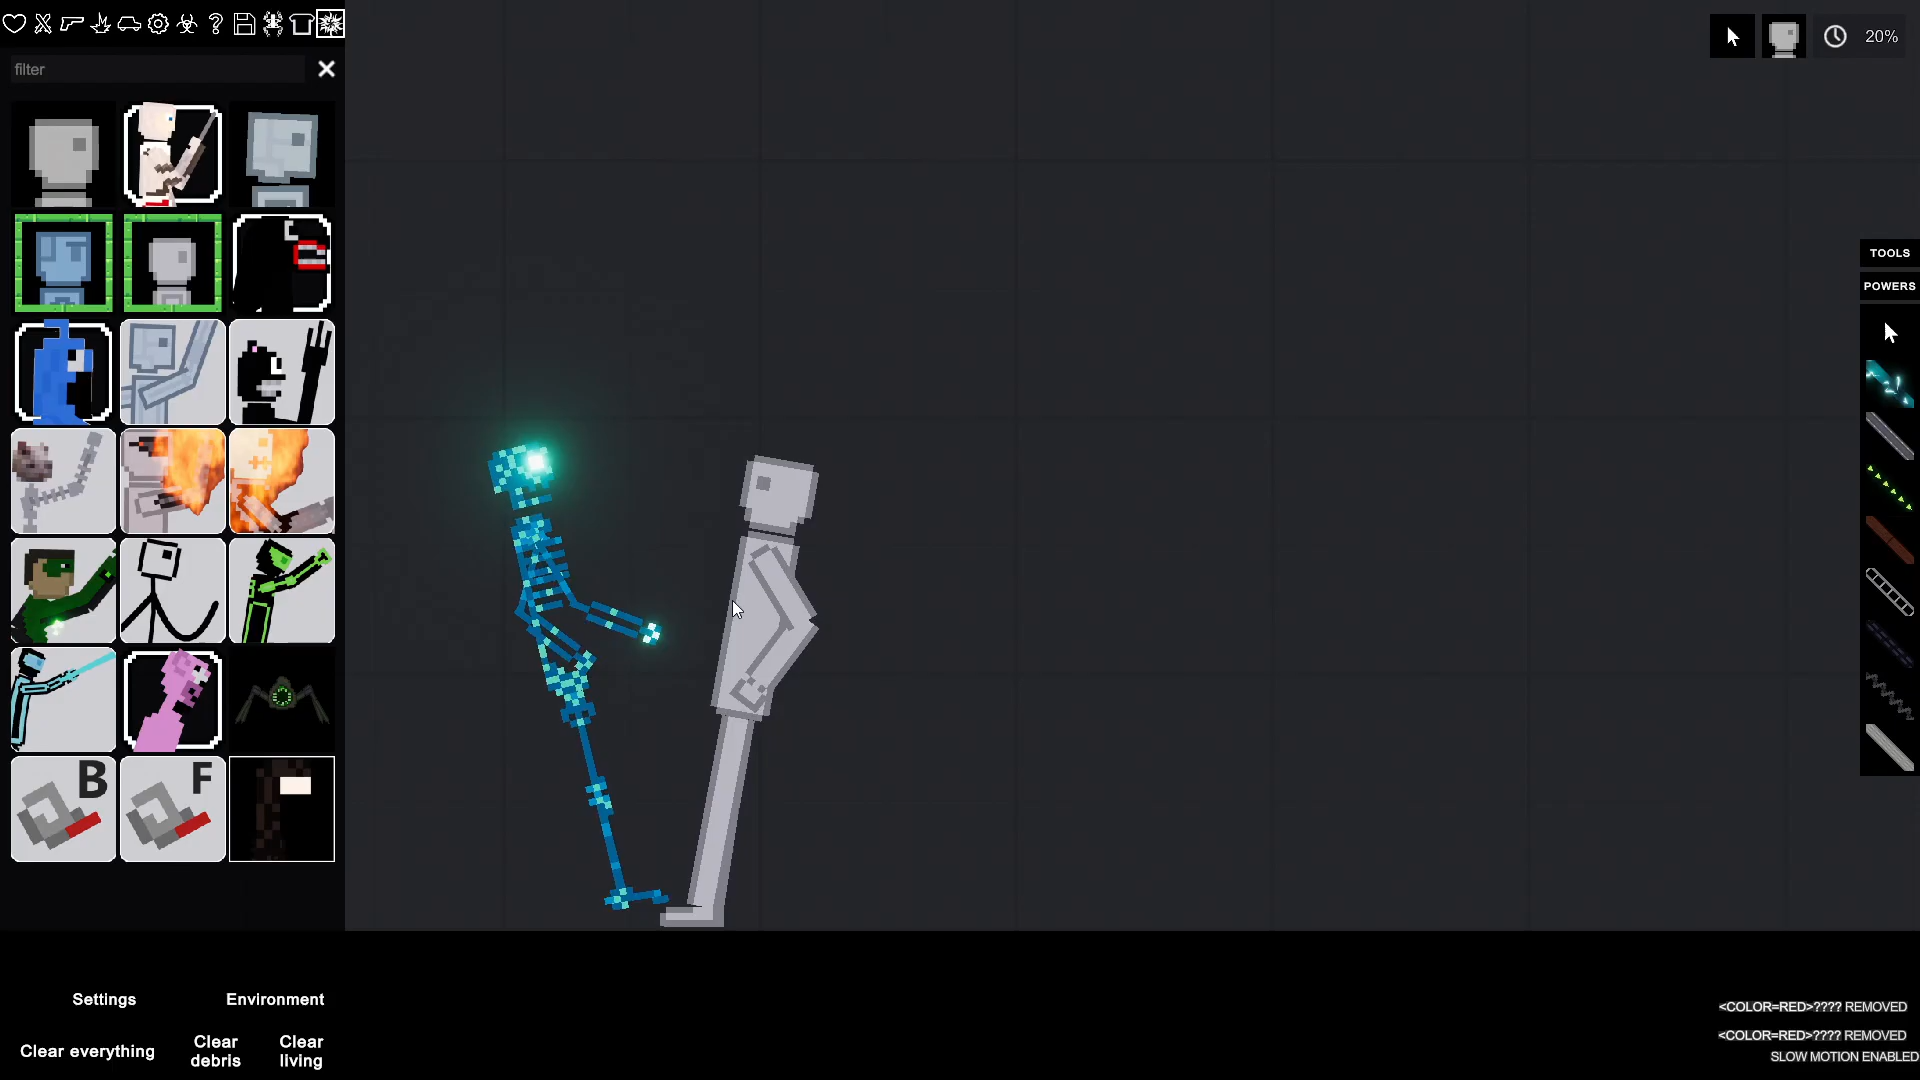 filter
20%
TOOLS
POWERS
B
F
Settings
Environment
Clear everything
Clear debris
Clear living
<COLOR=RED>???? REMOVED
<COLOR=RED>???? REMOVED
SLOW MOTION ENABLED